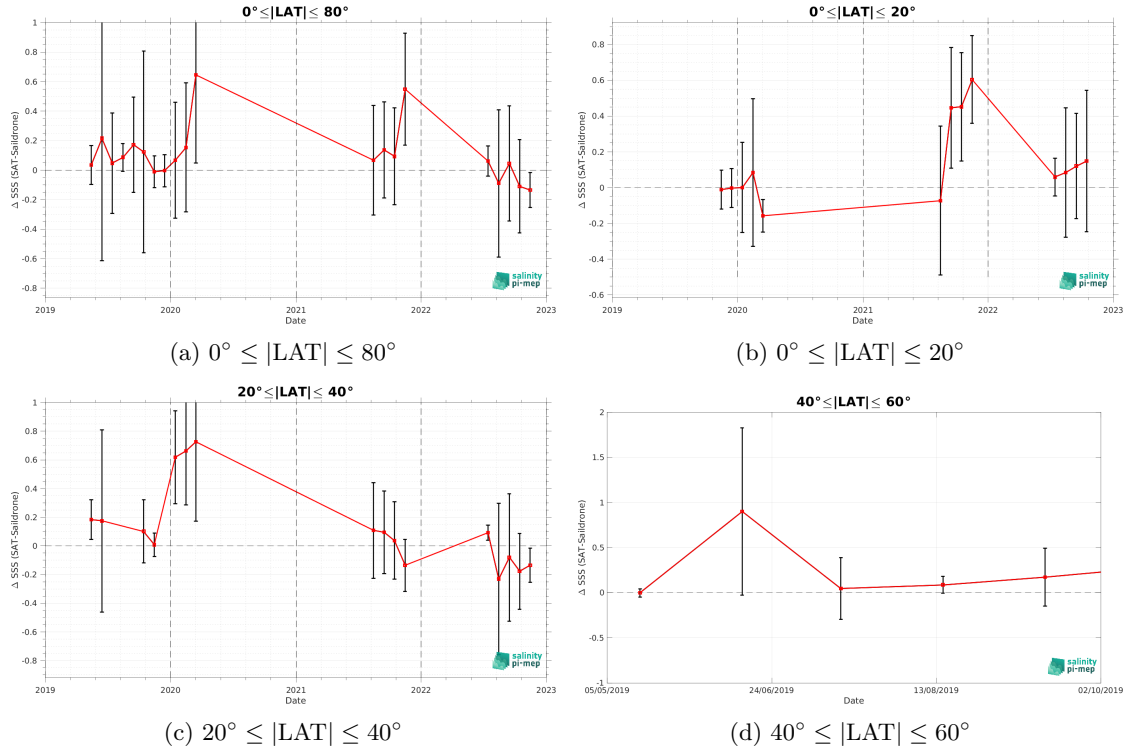 0°≤|LAT|≤ 80°
1
0.8
0.6
0.4
0.2
0
-0.2
-0.4
-0.6
-0.8
Δ SSS (SAT-Saildrone)
2019
2020
2021
2022
2023
Date
salinity
pi-mep
(a) 0° ≤ |LAT| ≤ 80°
0°≤|LAT|≤ 20°
0.8
0.6
0.4
0.2
0
-0.2
-0.4
-0.6
Δ SSS (SAT-Saildrone)
2019
2020
2021
2022
2023
Date
salinity
pi-mep
(b) 0° ≤ |LAT| ≤ 20°
20°≤|LAT|≤ 40°
1
0.8
0.6
0.4
0.2
0
-0.2
-0.4
-0.6
-0.8
Δ SSS (SAT-Saildrone)
2019
2020
2021
2022
2023
Date
salinity
pi-mep
(c) 20° ≤ |LAT| ≤ 40°
40°≤|LAT|≤ 60°
2
1.5
1
0.5
0
-0.5
-1
Δ SSS (SAT-Saildrone)
05/05/2019
24/06/2019
13/08/2019
02/10/2019
Date
salinity
pi-mep
(d) 40° ≤ |LAT| ≤ 60°